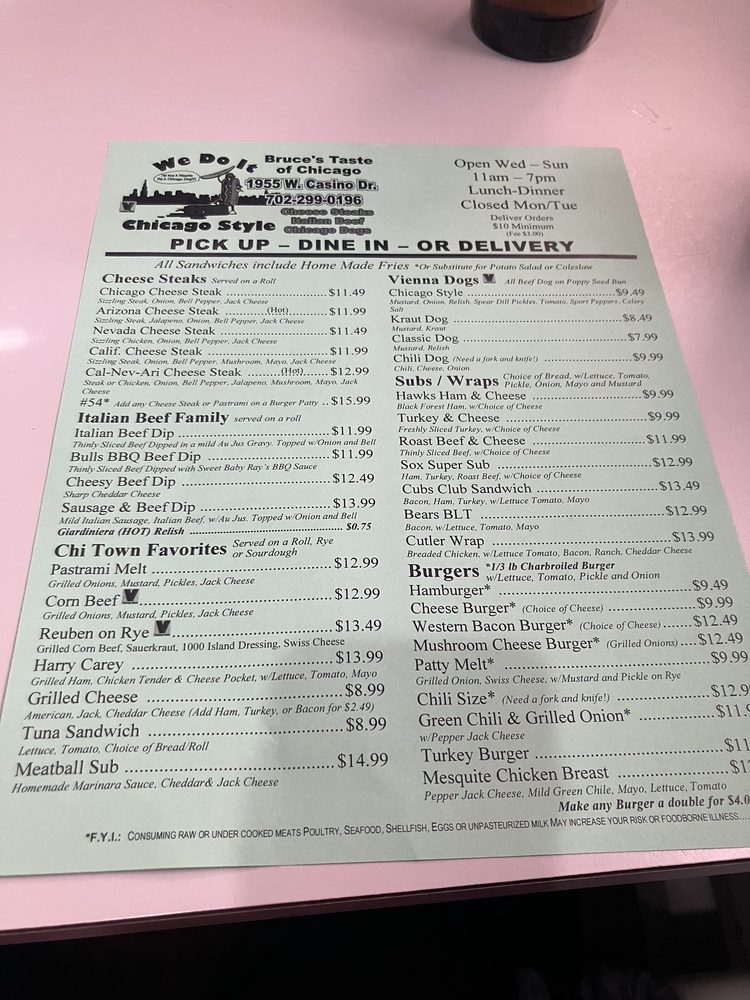 We Do It
Chicago Style
Bruce's Taste
of Chicago
1955 W. Casino Dr.
702-299-0196
Cheese Steaks
Italian Beef
Chicago Dogs
Open Wed – Sun
11am – 7pm
Lunch-Dinner
Closed Mon/Tue
Deliver Orders
$10 Minimum
(Fee $3.00)
PICK UP – DINE IN – OR DELIVERY
All Sandwiches include Home Made Fries *Or Substitute for Potato Salad or Coleslaw
Cheese Steaks Served on a Roll
Chicago Cheese Steak $11.49
Sizzling Steak, Onion, Bell Pepper, Jack Cheese
Arizona Cheese Steak (Hot) $11.99
Sizzling Steak, Jalapeno, Onion, Bell Pepper, Jack Cheese
Nevada Cheese Steak $11.49
Sizzling Chicken, Onion, Bell Pepper, Jack Cheese
Calif. Cheese Steak $11.99
Sizzling Steak, Onion, Bell Pepper, Mushroom, Mayo, Jack Cheese
Cal-Nev-Ari Cheese Steak (Hot) $12.99
Steak or Chicken, Onion, Bell Pepper, Jalapeno, Mushroom, Mayo, Jack
Cheese
#54* Add any Cheese Steak or Pastrami on a Burger Patty .. $15.99
Italian Beef Family served on a roll
Italian Beef Dip $11.99
Thinly Sliced Beef Dipped in a mild Au Jus Gravy. Topped w/Onion and Bell
Bulls BBQ Beef Dip $11.99
Thinly Sliced Beef Dipped with Sweet Baby Ray's BBQ Sauce
Cheesy Beef Dip $12.49
Sharp Cheddar Cheese
Sausage & Beef Dip $13.99
Mild Italian Sausage, Italian Beef, w/Au Jus. Topped w/Onion and Bell
Giardiniera (HOT) Relish $0.75
Chi Town Favorites Served on a Roll, Rye
or Sourdough
Pastrami Melt $12.99
Grilled Onions, Mustard, Pickles, Jack Cheese
Corn Beef $12.99
Grilled Onions, Mustard, Pickles, Jack Cheese
Reuben on Rye $13.49
Grilled Corn Beef, Sauerkraut, 1000 Island Dressing, Swiss Cheese
Harry Carey $13.99
Grilled Ham, Chicken Tender & Cheese Pocket, w/Lettuce, Tomato, Mayo
Grilled Cheese $8.99
American, Jack, Cheddar Cheese (Add Ham, Turkey, or Bacon for $2.49)
Tuna Sandwich $8.99
Lettuce, Tomato, Choice of Bread/Roll
Meatball Sub $14.99
Homemade Marinara Sauce, Cheddar& Jack Cheese
Vienna Dogs All Beef Dog on Poppy Seed Bun
Chicago Style $9.49
Mustard, Onion, Relish, Spear Dill Pickles, Tomato, Sport Peppers, Celery
Salt
Kraut Dog $8.49
Mustard, Kraut
Classic Dog $7.99
Mustard, Relish
Chili Dog (Need a fork and knife!) $9.99
Chili, Cheese, Onion
Subs / Wraps Choice of Bread, w/Lettuce, Tomato,
Pickle, Onion, Mayo and Mustard
Hawks Ham & Cheese $9.99
Black Forest Ham, w/Choice of Cheese
Turkey & Cheese $9.99
Freshly Sliced Turkey, w/Choice of Cheese
Roast Beef & Cheese $11.99
Thinly Sliced Beef, w/Choice of Cheese
Sox Super Sub $12.99
Ham, Turkey, Roast Beef, w/Choice of Cheese
Cubs Club Sandwich $13.49
Bacon, Ham, Turkey, w/Lettuce Tomato, Mayo
Bears BLT $12.99
Bacon, w/Lettuce, Tomato, Mayo
Cutler Wrap $13.99
Breaded Chicken, w/Lettuce Tomato, Bacon, Ranch, Cheddar Cheese
Burgers *1/3 lb Charbroiled Burger
w/Lettuce, Tomato, Pickle and Onion
Hamburger* $9.49
Cheese Burger* (Choice of Cheese) $9.99
Western Bacon Burger* (Choice of Cheese) $12.49
Mushroom Cheese Burger* (Grilled Onions) $12.49
Patty Melt* $9.99
Grilled Onion, Swiss Cheese, w/Mustard and Pickle on Rye
Chili Size* (Need a fork and knife!) $12.9
Green Chili & Grilled Onion* $11.
w/Pepper Jack Cheese
Turkey Burger $11
Mesquite Chicken Breast $1
Pepper Jack Cheese, Mild Green Chile, Mayo, Lettuce, Tomato
Make any Burger a double for $4.0
*F.Y.I.: CONSUMING RAW OR UNDER COOKED MEATS POULTRY, SEAFOOD, SHELLFISH, EGGS OR UNPASTEURIZED MILK MAY INCREASE YOUR RISK OR FOODBORNE ILLNESS....